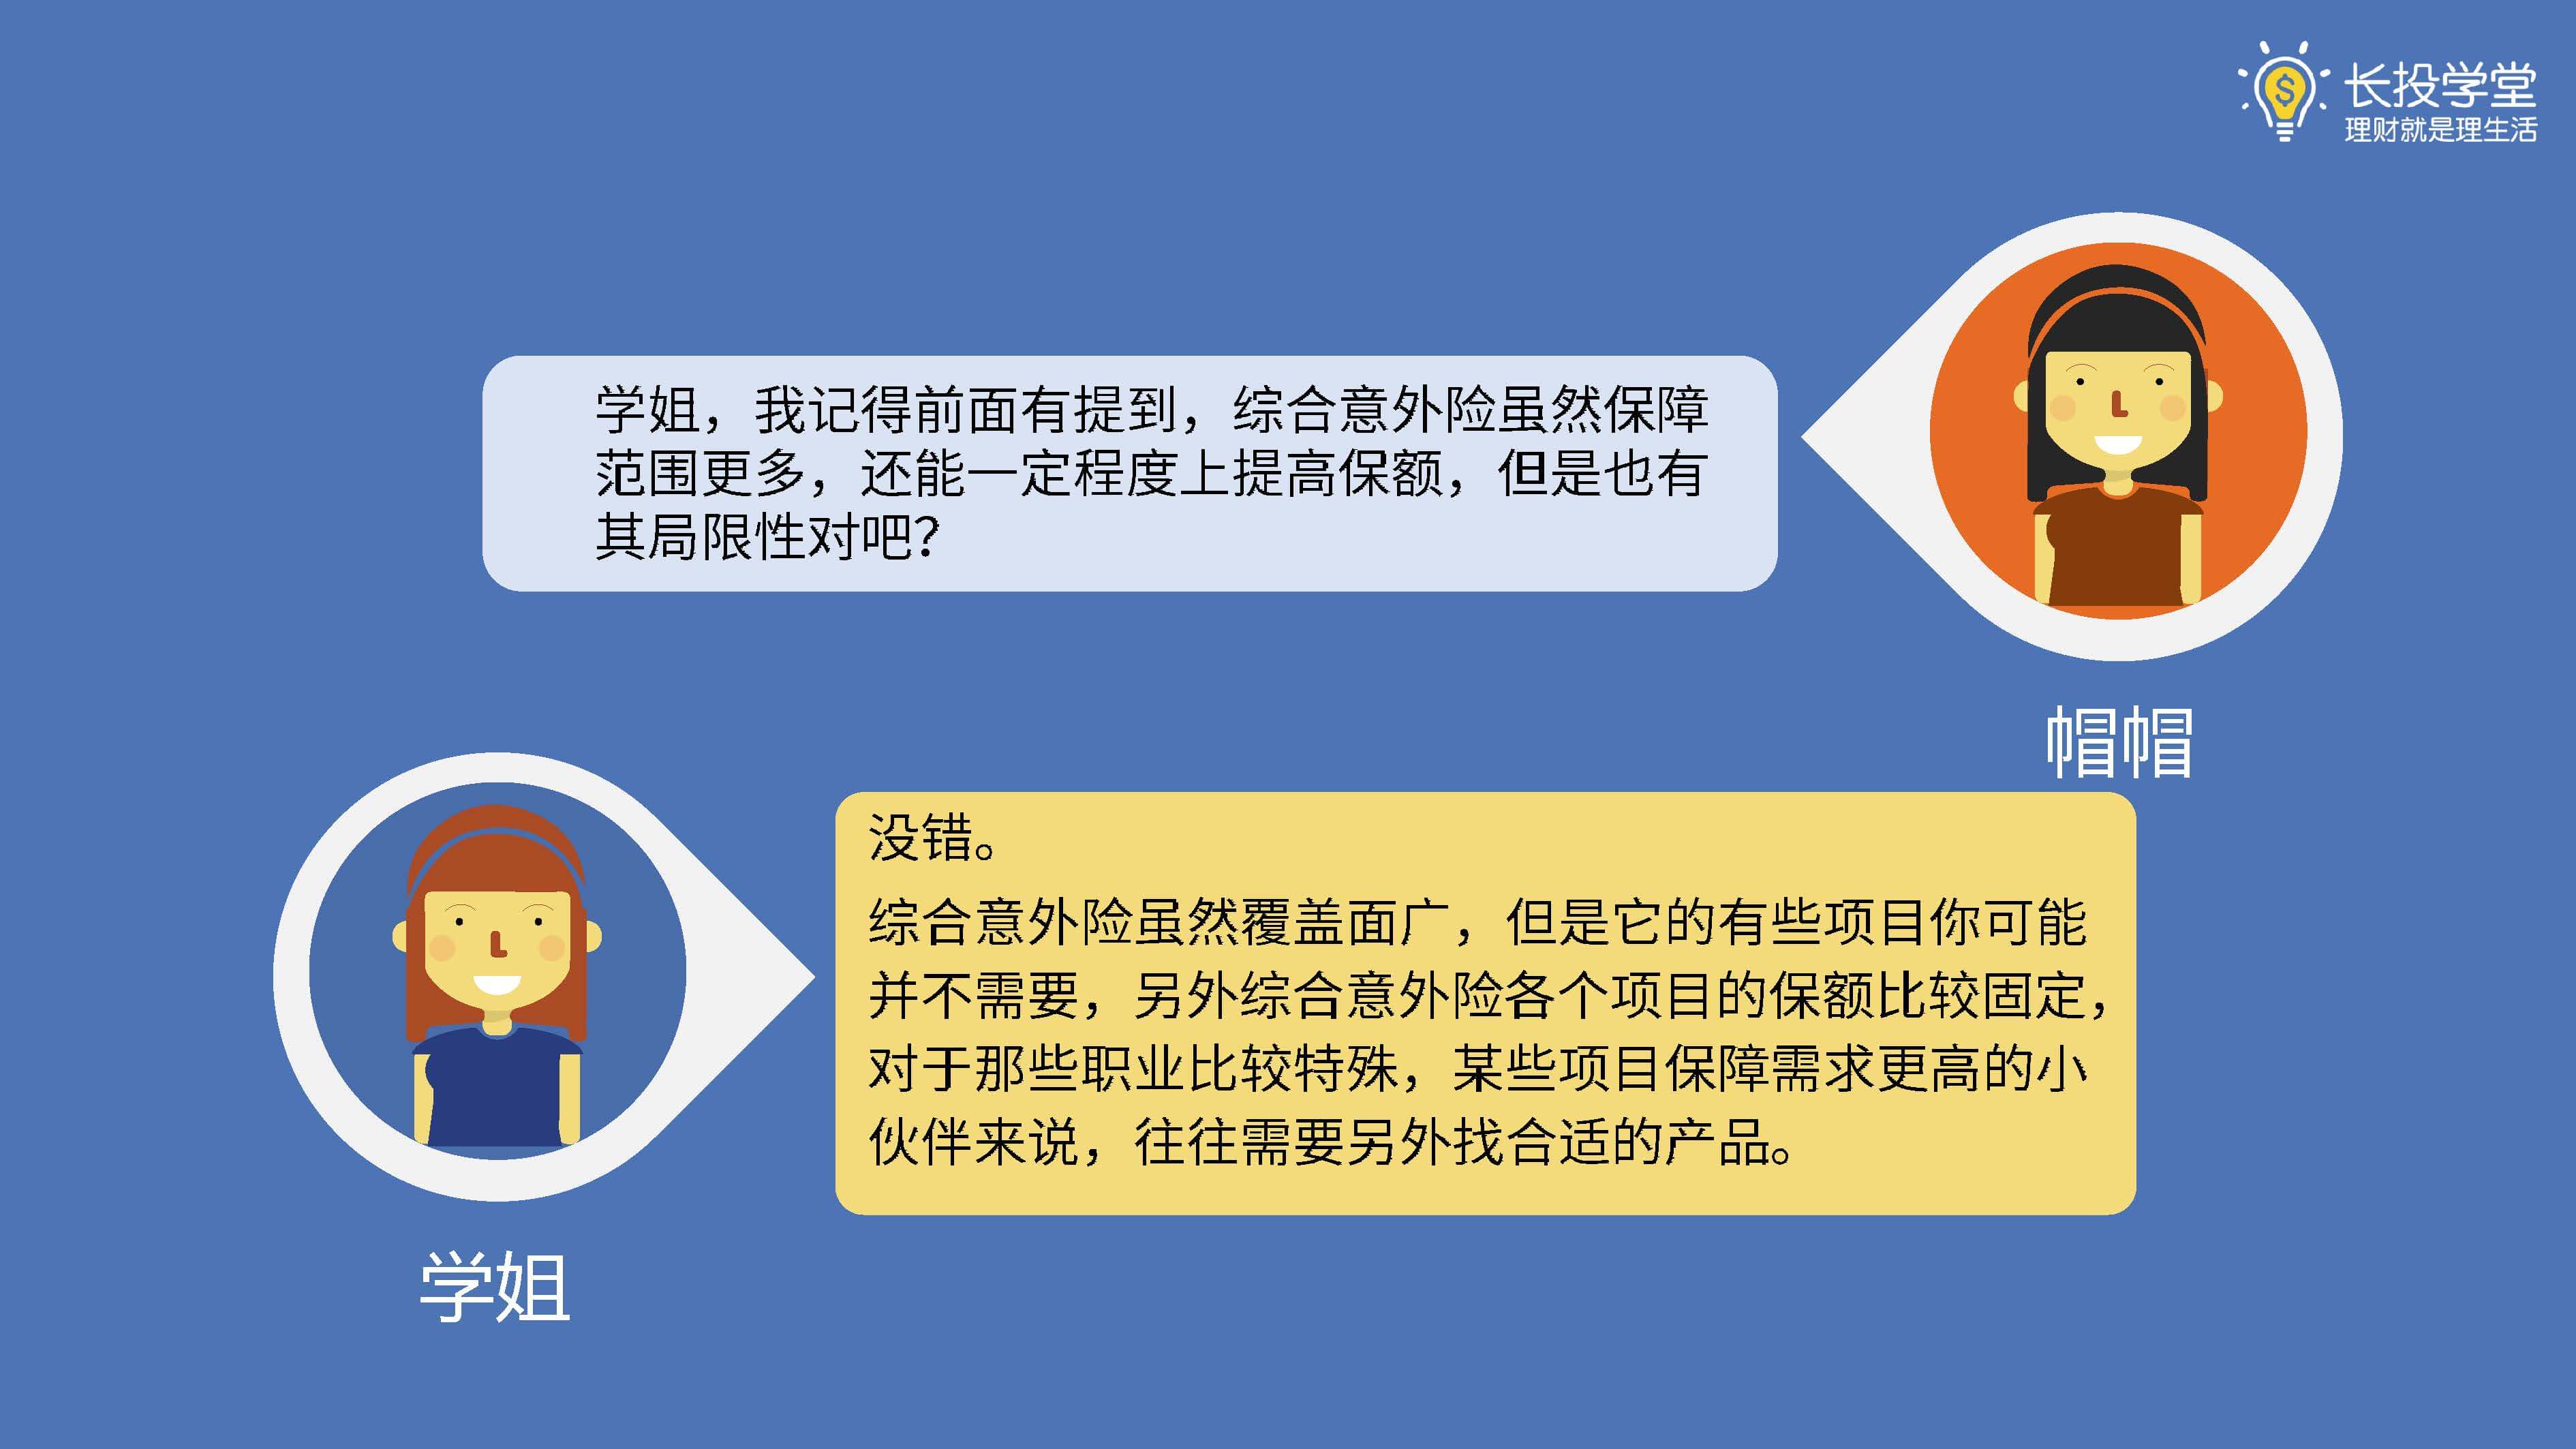 长投学堂
理财就是理生活
学姐，我记得前面有提到，综合意外险虽然保障
范围更多，还能一定程度上提高保额，但是也有
其局限性对吧？
帽帽
没错。
综合意外险虽然覆盖面广，但是它的有些项目你可能
并不需要，另外综合意外险各个项目的保额比较固定，
对于那些职业比较特殊，某些项目保障需求更高的小
伙伴来说，往往需要另外找合适的产品。
学姐